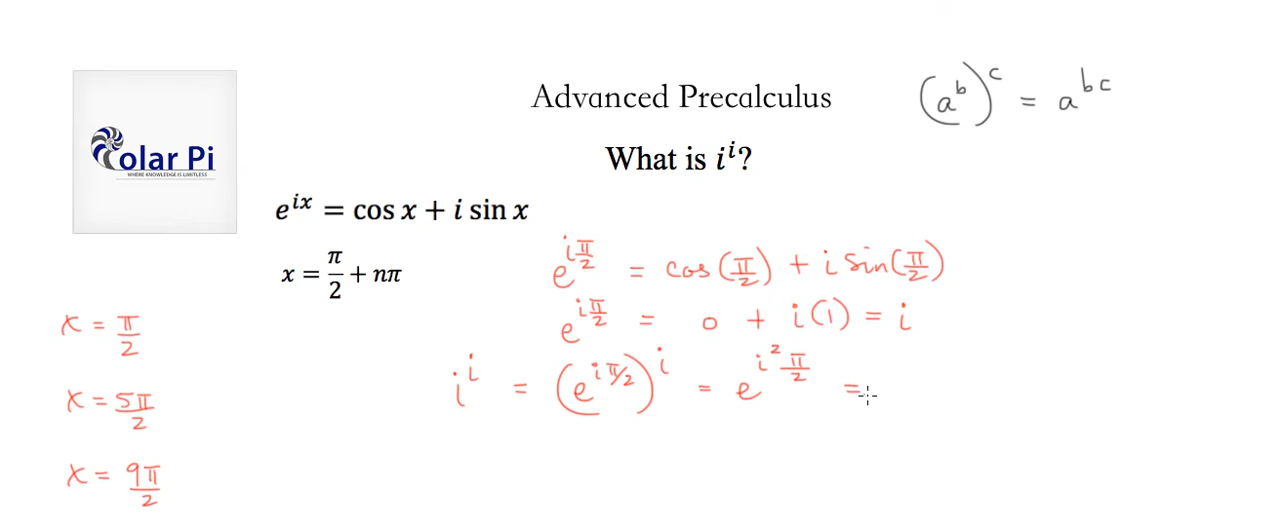 Advanced Precalculus
(a^b)^c = a^{bc}
What is i^i?
olar Pi
WHERE KNOWLEDGE IS LIMITLESS
e^{ix} = cos x + i sin x
x = π/2 + nπ
e^{iπ/2} = cos(π/2) + i sin(π/2)
e^{iπ/2} = 0 + i(1) = i
i^i = (e^{iπ/2})^i = e^{i²π/2} =
x = π/2
x = 5π/2
x = 9π/2